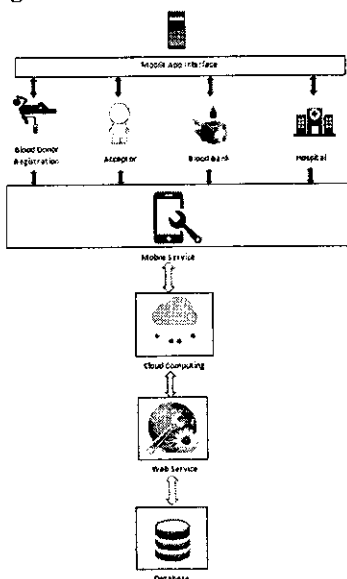 Mobile App Interface
Blood Donor
Registration
Acceptor
Blood Bank
Hospital
Mobile Service
Cloud Computing
Web Service
Database